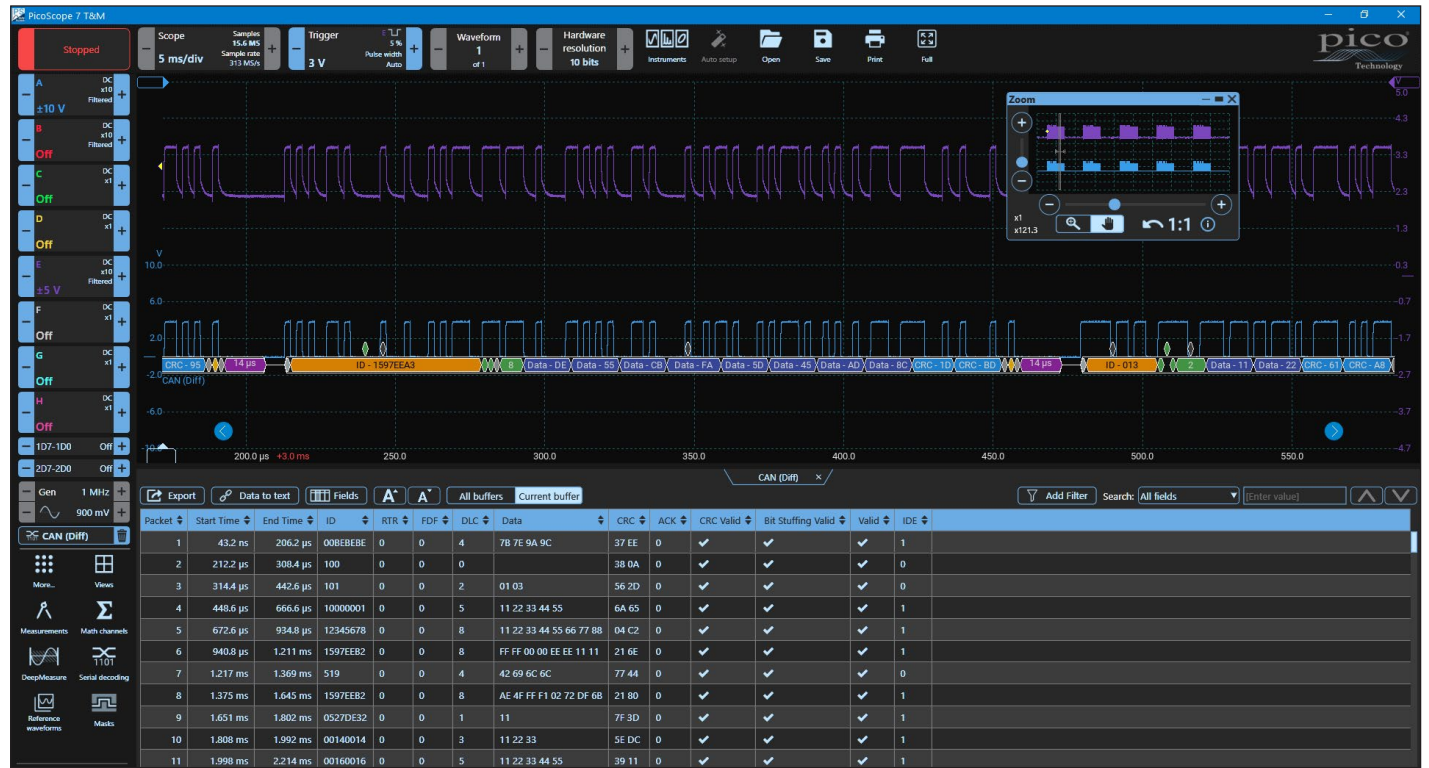 PicoScope 7 T&M
Stopped
Scope
5 ms/div
Samples
15.6 MS
Sample rate
313 MS/s
Trigger
3 V
E
5 %
Pulse width
Auto
Waveform
1
of 1
Hardware
resolution
10 bits
Instruments
Auto setup
Open
Save
Print
Full
pico
Technology
A
±10 V
DC
x10
Filtered
B
Off
DC
x10
Filtered
C
Off
DC
x1
D
Off
DC
x1
E
±5 V
DC
x10
Filtered
F
Off
DC
x1
G
Off
DC
x1
H
Off
DC
x1
1D7-1D0 Off
2D7-2D0 Off
Gen 1 MHz
900 mV
CAN (Diff)
More...
Views
Measurements
Math channels
DeepMeasure
Serial decoding
1101
Reference
waveforms
Masks
V
5.0
4.3
3.3
2.3
1.3
0.3
-0.7
-1.7
-2.7
-3.7
-4.7
Zoom
x1
x121.3
1:1
V
10.0
6.0
2.0
-2.0
-6.0
-10.0
CRC - 95 14 µs ID - 1597EEA3 8 Data - DE Data - 55 Data - CB Data - FA Data - 5D Data - 45 Data - AD Data - 8C CRC - 1D CRC - BD 14 µs ID - 013 2 Data - 11 Data - 22 CRC - 61 CRC - A8
CAN (Diff)
200.0 µs +3.0 ms 250.0 300.0 350.0 400.0 450.0 500.0 550.0
CAN (Diff) ×
Export Data to text Fields A A All buffers Current buffer Add Filter Search: All fields [Enter value]
Packet Start Time End Time ID RTR FDF DLC Data CRC ACK CRC Valid Bit Stuffing Valid Valid IDE
1 43.2 ns 206.2 µs 00BEBEBE 0 0 4 7B 7E 9A 9C 37 EE 0 ✔ ✔ ✔ 1
2 212.2 µs 308.4 µs 100 0 0 0 38 0A 0 ✔ ✔ ✔ 0
3 314.4 µs 442.6 µs 101 0 0 2 01 03 56 2D 0 ✔ ✔ ✔ 0
4 448.6 µs 666.6 µs 10000001 0 0 5 11 22 33 44 55 6A 65 0 ✔ ✔ ✔ 1
5 672.6 µs 934.8 µs 12345678 0 0 8 11 22 33 44 55 66 77 88 04 C2 0 ✔ ✔ ✔ 1
6 940.8 µs 1.211 ms 1597EEB2 0 0 8 FF FF 00 00 EE EE 11 11 21 6E 0 ✔ ✔ ✔ 1
7 1.217 ms 1.369 ms 519 0 0 4 42 69 6C 6C 77 44 0 ✔ ✔ ✔ 0
8 1.375 ms 1.645 ms 1597EEB2 0 0 8 AE 4F FF F1 02 72 DF 6B 21 80 0 ✔ ✔ ✔ 1
9 1.651 ms 1.802 ms 0527DE32 0 0 1 11 7F 3D 0 ✔ ✔ ✔ 1
10 1.808 ms 1.992 ms 00140014 0 0 3 11 22 33 5E DC 0 ✔ ✔ ✔ 1
11 1.998 ms 2.214 ms 00160016 0 0 5 11 22 33 44 55 39 11 0 ✔ ✔ ✔ 1